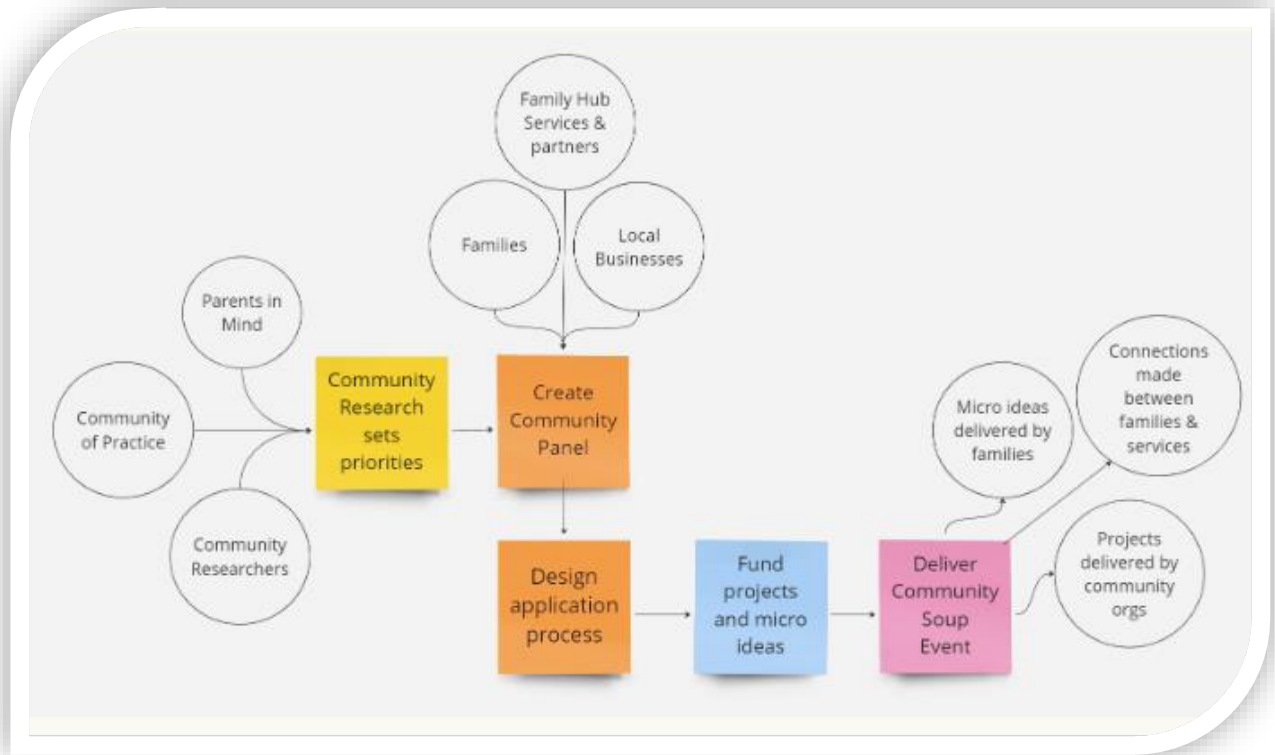 Family Hub
Services &
partners
Families
Local
Businesses
Parents in
Mind
Community
of Practice
Community
Researchers
Community
Research
sets
priorities
Create
Community
Panel
Design
application
process
Fund
projects
and micro
ideas
Deliver
Community
Soup
Event
Micro ideas
delivered by
families
Connections
made
between
families &
services
Projects
delivered by
community
orgs